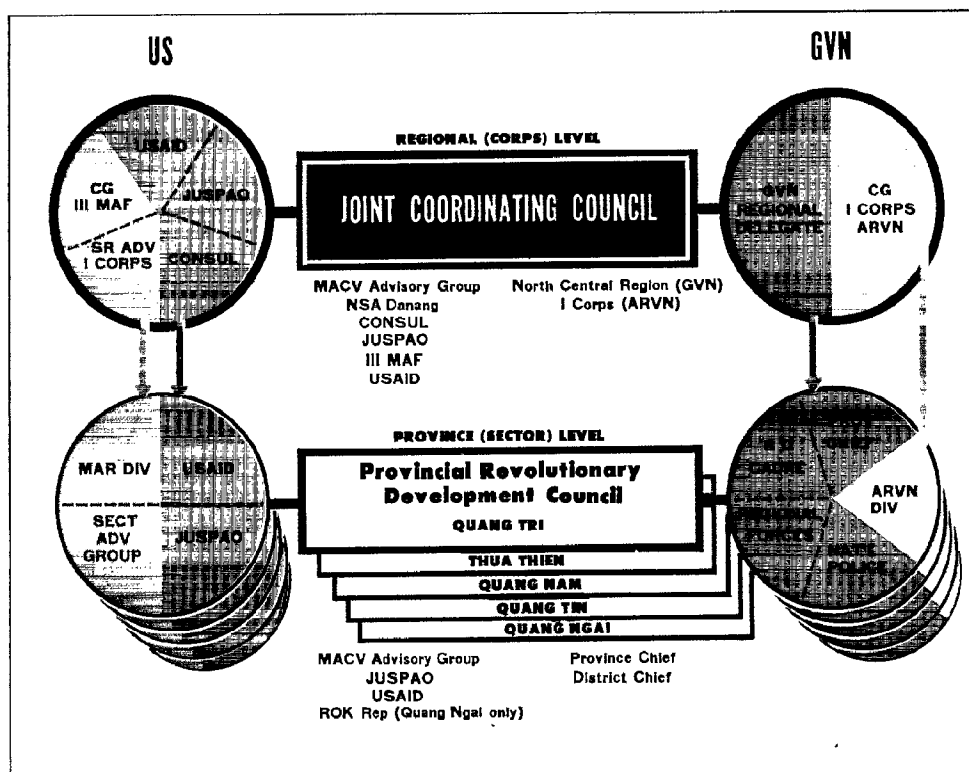 US
GVN
REGIONAL (CORPS) LEVEL
JOINT COORDINATING COUNCIL
USAID
CG
III MAF
JUSPAO
SR ADV
I CORPS
CONSUL
GVN
REGIONAL
DELEGATE
CG
I CORPS
ARVN
MACV Advisory Group
NSA Danang
CONSUL
JUSPAO
III MAF
USAID
North Central Region (GVN)
I Corps (ARVN)
PROVINCE (SECTOR) LEVEL
Provincial Revolutionary
Development Council
QUANG TRI
THUA THIEN
QUANG NAM
QUANG TIN
QUANG NGAI
MAR DIV
USAID
SECT
ADV
GROUP
JUSPAO
CADRE
FORCES
ARVN
DIV
POLICE
MACV Advisory Group
JUSPAO
USAID
ROK Rep (Quang Ngai only)
Province Chief
District Chief